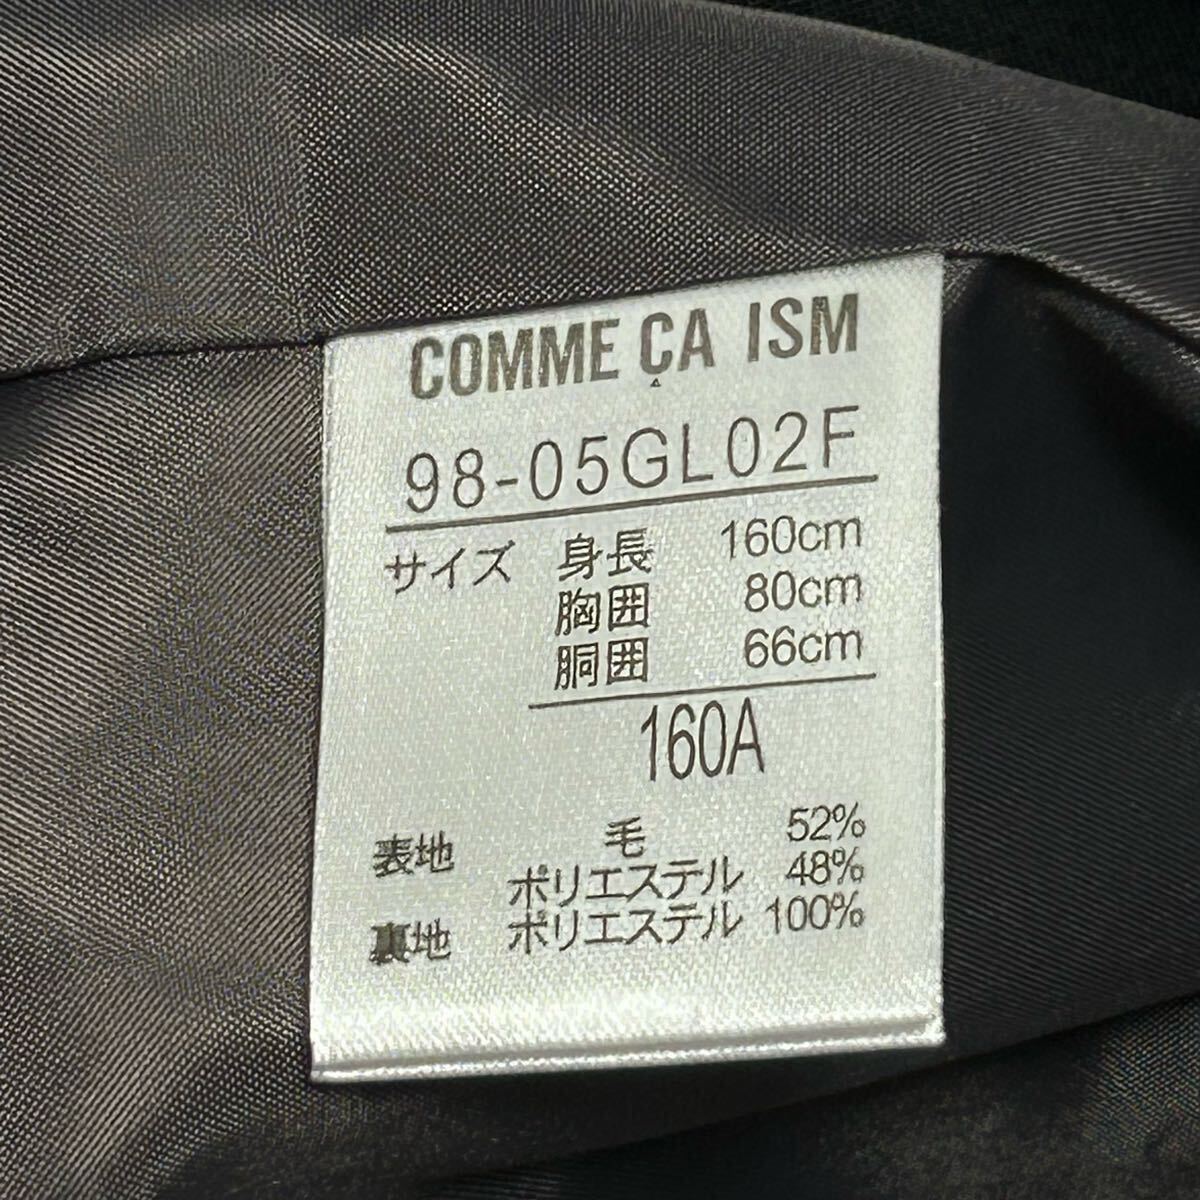 COMME ÇA ISM
98-05GL02F
サイズ 身長 160cm
胸囲 80cm
胴囲 66cm
160A
表地 毛 52%
ポリエステル 48%
裏地 ポリエステル 100%